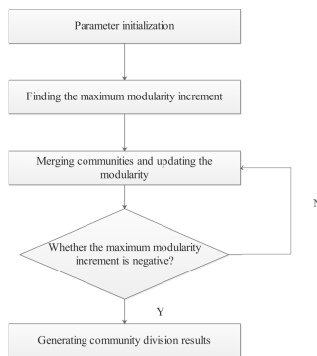 Parameter initialization
Finding the maximum modularity increment
Merging communities and updating the
modularity
N
Whether the maximum modularity
increment is negative?
Y
Generating community division results